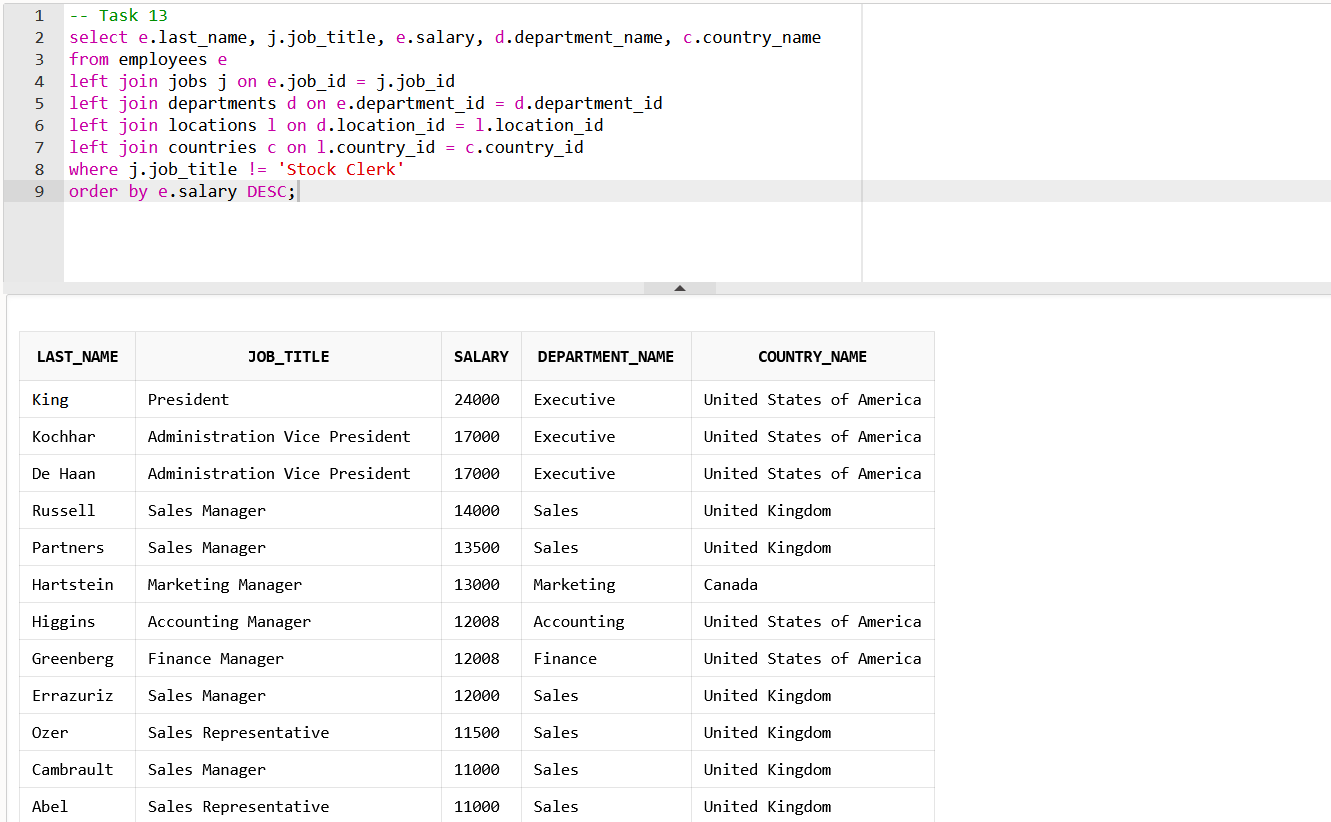 1 -- Task 13
2 select e.last_name, j.job_title, e.salary, d.department_name, c.country_name
3 from employees e
4 left join jobs j on e.job_id = j.job_id
5 left join departments d on e.department_id = d.department_id
6 left join locations l on d.location_id = l.location_id
7 left join countries c on l.country_id = c.country_id
8 where j.job_title != 'Stock Clerk'
9 order by e.salary DESC;
LAST_NAME JOB_TITLE SALARY DEPARTMENT_NAME COUNTRY_NAME
King President 24000 Executive United States of America
Kochhar Administration Vice President 17000 Executive United States of America
De Haan Administration Vice President 17000 Executive United States of America
Russell Sales Manager 14000 Sales United Kingdom
Partners Sales Manager 13500 Sales United Kingdom
Hartstein Marketing Manager 13000 Marketing Canada
Higgins Accounting Manager 12008 Accounting United States of America
Greenberg Finance Manager 12008 Finance United States of America
Errazuriz Sales Manager 12000 Sales United Kingdom
Ozer Sales Representative 11500 Sales United Kingdom
Cambrault Sales Manager 11000 Sales United Kingdom
Abel Sales Representative 11000 Sales United Kingdom